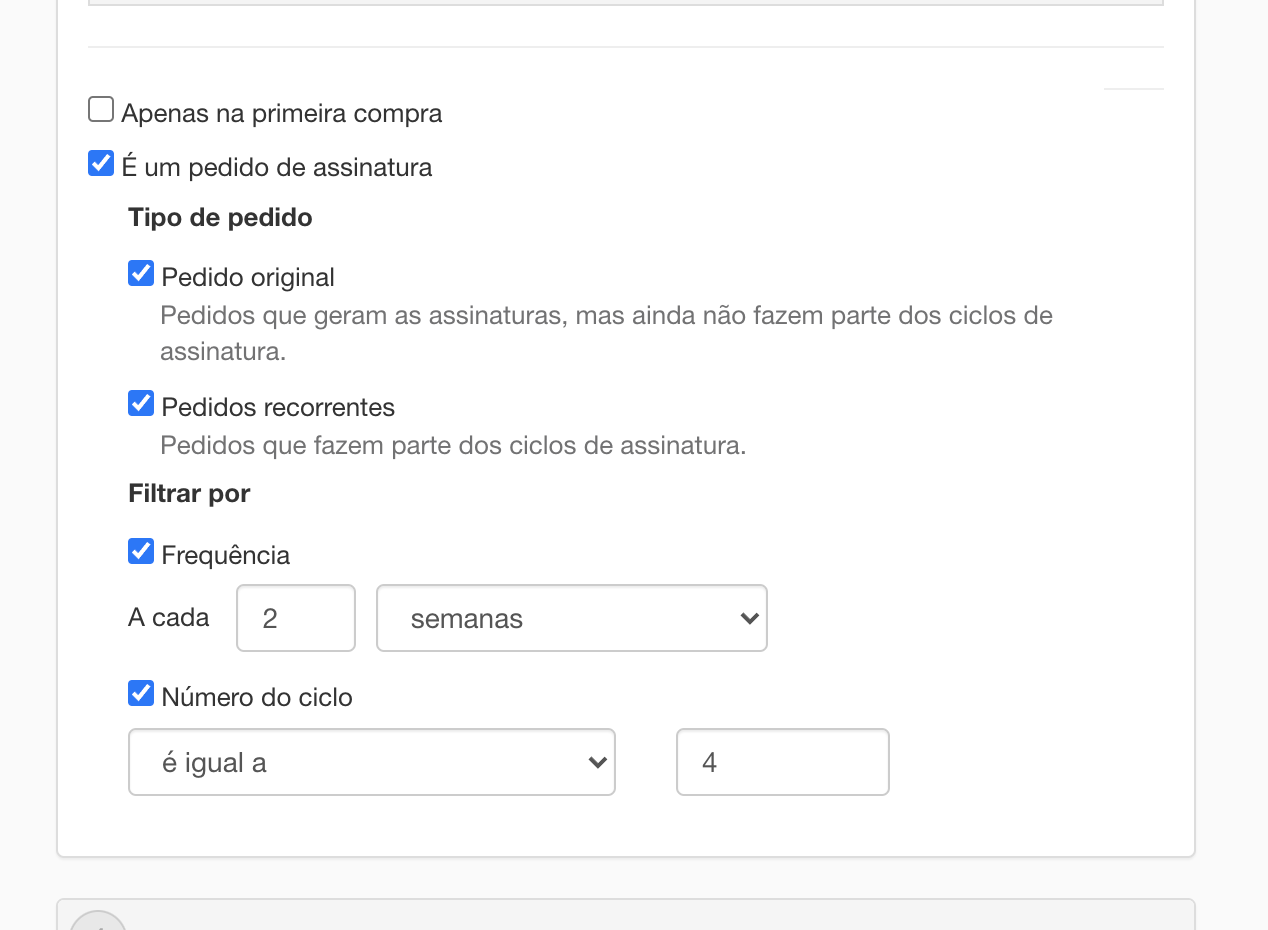 Apenas na primeira compra
É um pedido de assinatura
Tipo de pedido
Pedido original
Pedidos que geram as assinaturas, mas ainda não fazem parte dos ciclos de
assinatura.
Pedidos recorrentes
Pedidos que fazem parte dos ciclos de assinatura.
Filtrar por
Frequência
A cada 2 semanas
Número do ciclo
é igual a 4